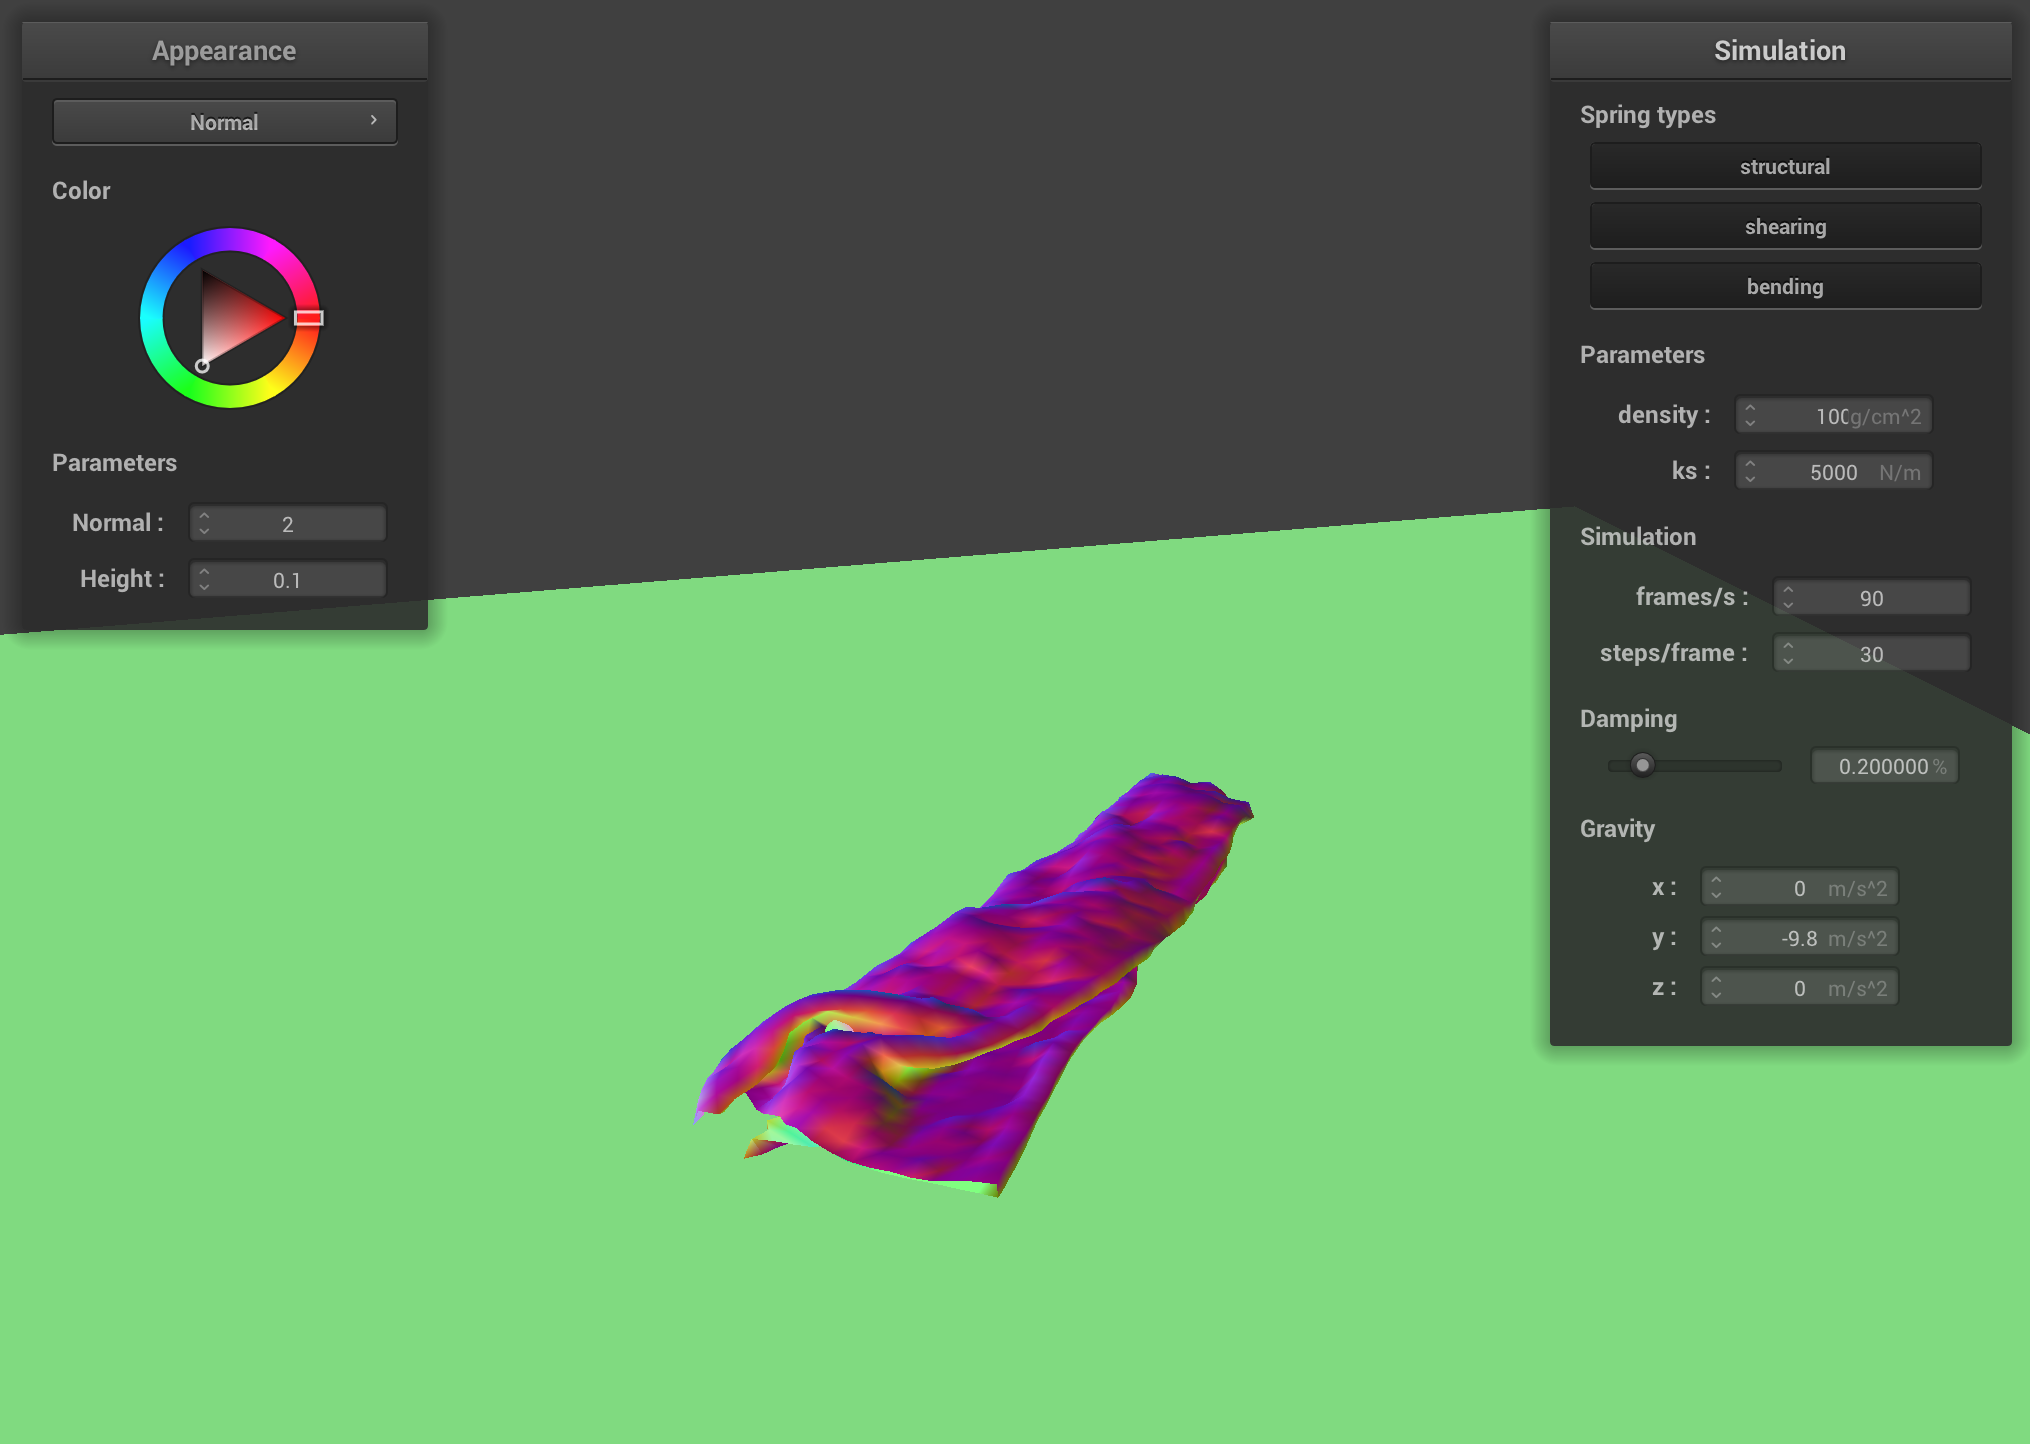 Appearance
Normal
Color
Parameters
Normal : 2
Height : 0.1
Simulation
Spring types
structural
shearing
bending
Parameters
density : 100 g/cm^2
ks : 5000 N/m
Simulation
frames/s : 90
steps/frame : 30
Damping
0.200000 %
Gravity
x : 0 m/s^2
y : -9.8 m/s^2
z : 0 m/s^2